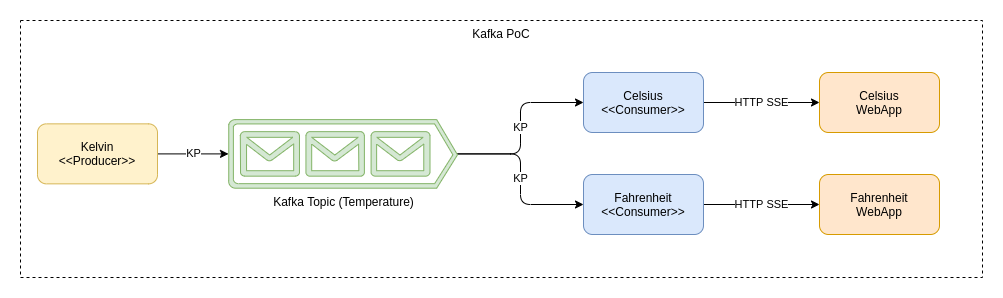 Kafka PoC
Kelvin
<<Producer>>
KP
Kafka Topic (Temperature)
KP
KP
Celsius
<<Consumer>>
HTTP SSE
Celsius
WebApp
Fahrenheit
<<Consumer>>
HTTP SSE
Fahrenheit
WebApp